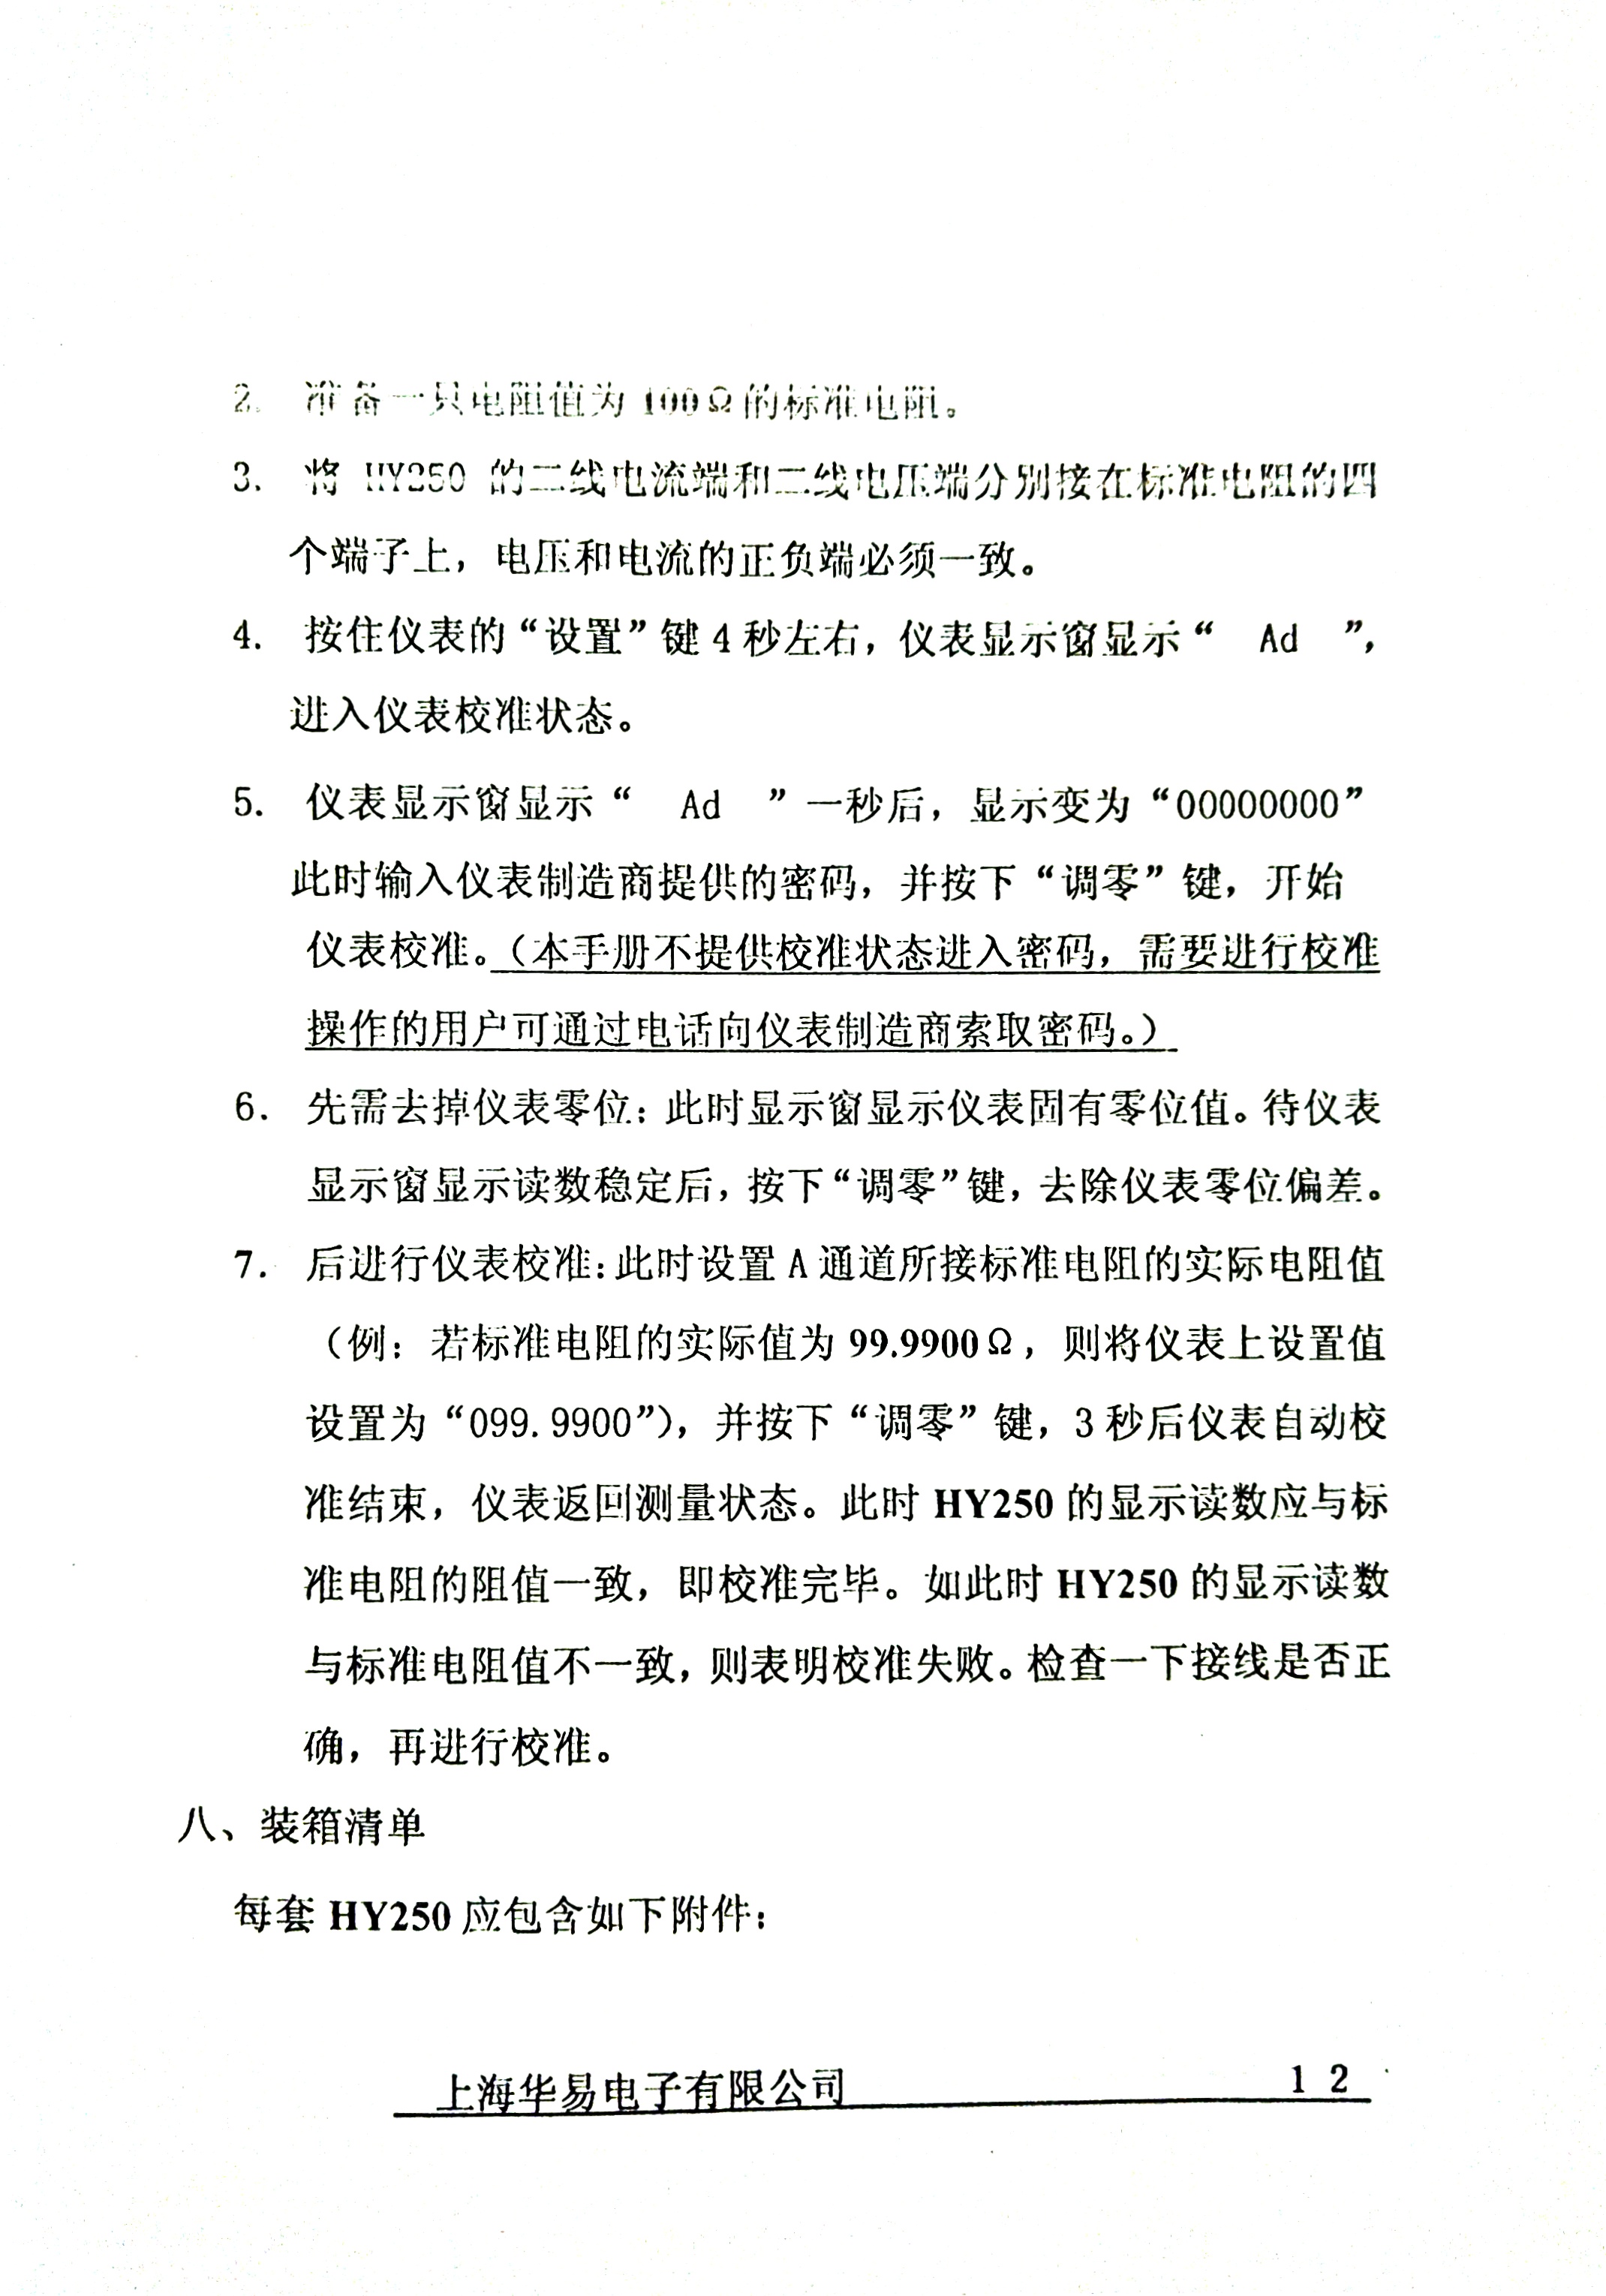 2. 准备一只电阻值为 100Ω的标准电阻。
3. 将 HY250 的二线电流端和二线电压端分别接在标准电阻的四
个端子上，电压和电流的正负端必须一致。
4. 按住仪表的“设置”键 4 秒左右，仪表显示窗显示“  Ad  ”，
进入仪表校准状态。
5. 仪表显示窗显示“  Ad  ”一秒后，显示变为“00000000”
此时输入仪表制造商提供的密码，并按下“调零”键，开始
仪表校准。（本手册不提供校准状态进入密码，需要进行校准
操作的用户可通过电话向仪表制造商索取密码。）
6. 先需去掉仪表零位：此时显示窗显示仪表固有零位值。待仪表
显示窗显示读数稳定后，按下“调零”键，去除仪表零位偏差。
7. 后进行仪表校准：此时设置 A 通道所接标准电阻的实际电阻值
（例：若标准电阻的实际值为 99.9900Ω，则将仪表上设置值
设置为“099.9900”），并按下“调零”键，3 秒后仪表自动校
准结束，仪表返回测量状态。此时 HY250 的显示读数应与标
准电阻的阻值一致，即校准完毕。如此时 HY250 的显示读数
与标准电阻值不一致，则表明校准失败。检查一下接线是否正
确，再进行校准。
八、装箱清单
每套 HY250 应包含如下附件：
上海华易电子有限公司 12